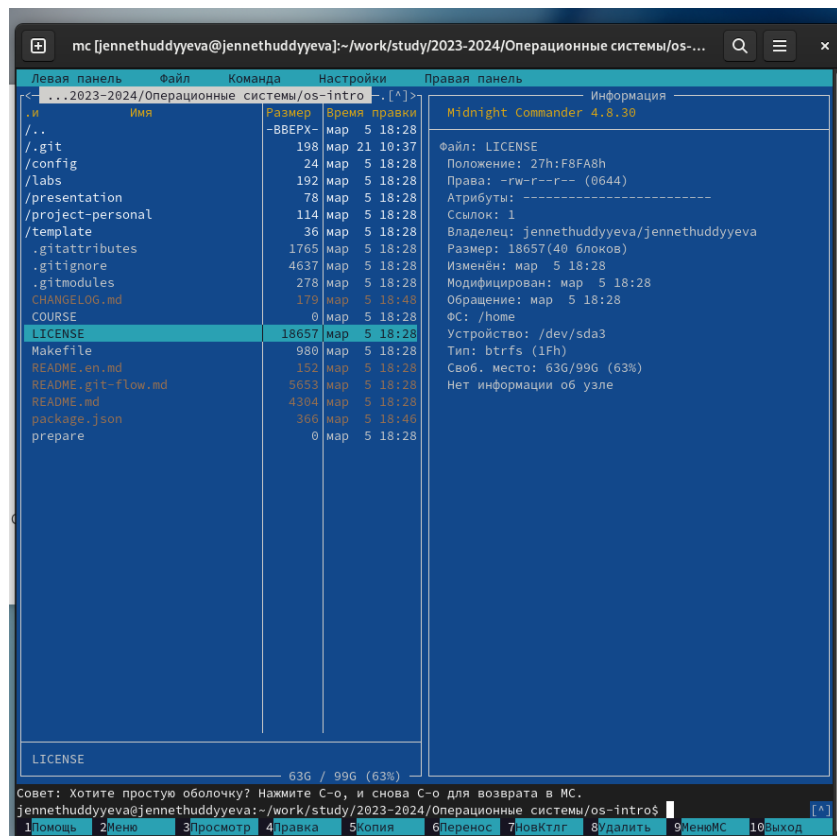 mc [jennethuddyyeva@jennethuddyyeva]:~/work/study/2023-2024/Операционные системы/os-...
Левая панель Файл Команда Настройки Правая панель
<- ...2023-2024/Операционные системы/os-intro -.[^]>
.и Имя Размер Время правки
/.. -ВВЕРХ- мар 5 18:28
/.git 198 мар 21 10:37
/config 24 мар 5 18:28
/labs 192 мар 5 18:28
/presentation 78 мар 5 18:28
/project-personal 114 мар 5 18:28
/template 36 мар 5 18:28
.gitattributes 1765 мар 5 18:28
.gitignore 4637 мар 5 18:28
.gitmodules 278 мар 5 18:28
CHANGELOG.md 179 мар 5 18:48
COURSE 0 мар 5 18:28
LICENSE 18657 мар 5 18:28
Makefile 980 мар 5 18:28
README.en.md 152 мар 5 18:28
README.git-flow.md 5653 мар 5 18:28
README.md 4304 мар 5 18:28
package.json 366 мар 5 18:46
prepare 0 мар 5 18:28
LICENSE
63G / 99G (63%)
Информация
Midnight Commander 4.8.30
Файл: LICENSE
Положение: 27h:F8FA8h
Права: -rw-r--r-- (0644)
Атрибуты: -------------------------
Ссылок: 1
Владелец: jennethuddyyeva/jennethuddyyeva
Размер: 18657(40 блоков)
Изменён: мар 5 18:28
Модифицирован: мар 5 18:28
Обращение: мар 5 18:28
ФС: /home
Устройство: /dev/sda3
Тип: btrfs (1Fh)
Своб. место: 63G/99G (63%)
Нет информации об узле
Совет: Хотите простую оболочку? Нажмите C-o, и снова C-o для возврата в MC.
jennethuddyyeva@jennethuddyyeva:~/work/study/2023-2024/Операционные системы/os-intro$ [^]
1Помощь 2Меню 3Просмотр 4Правка 5Копия 6Перенос 7НовКтлг 8Удалить 9МенюMC 10Выход